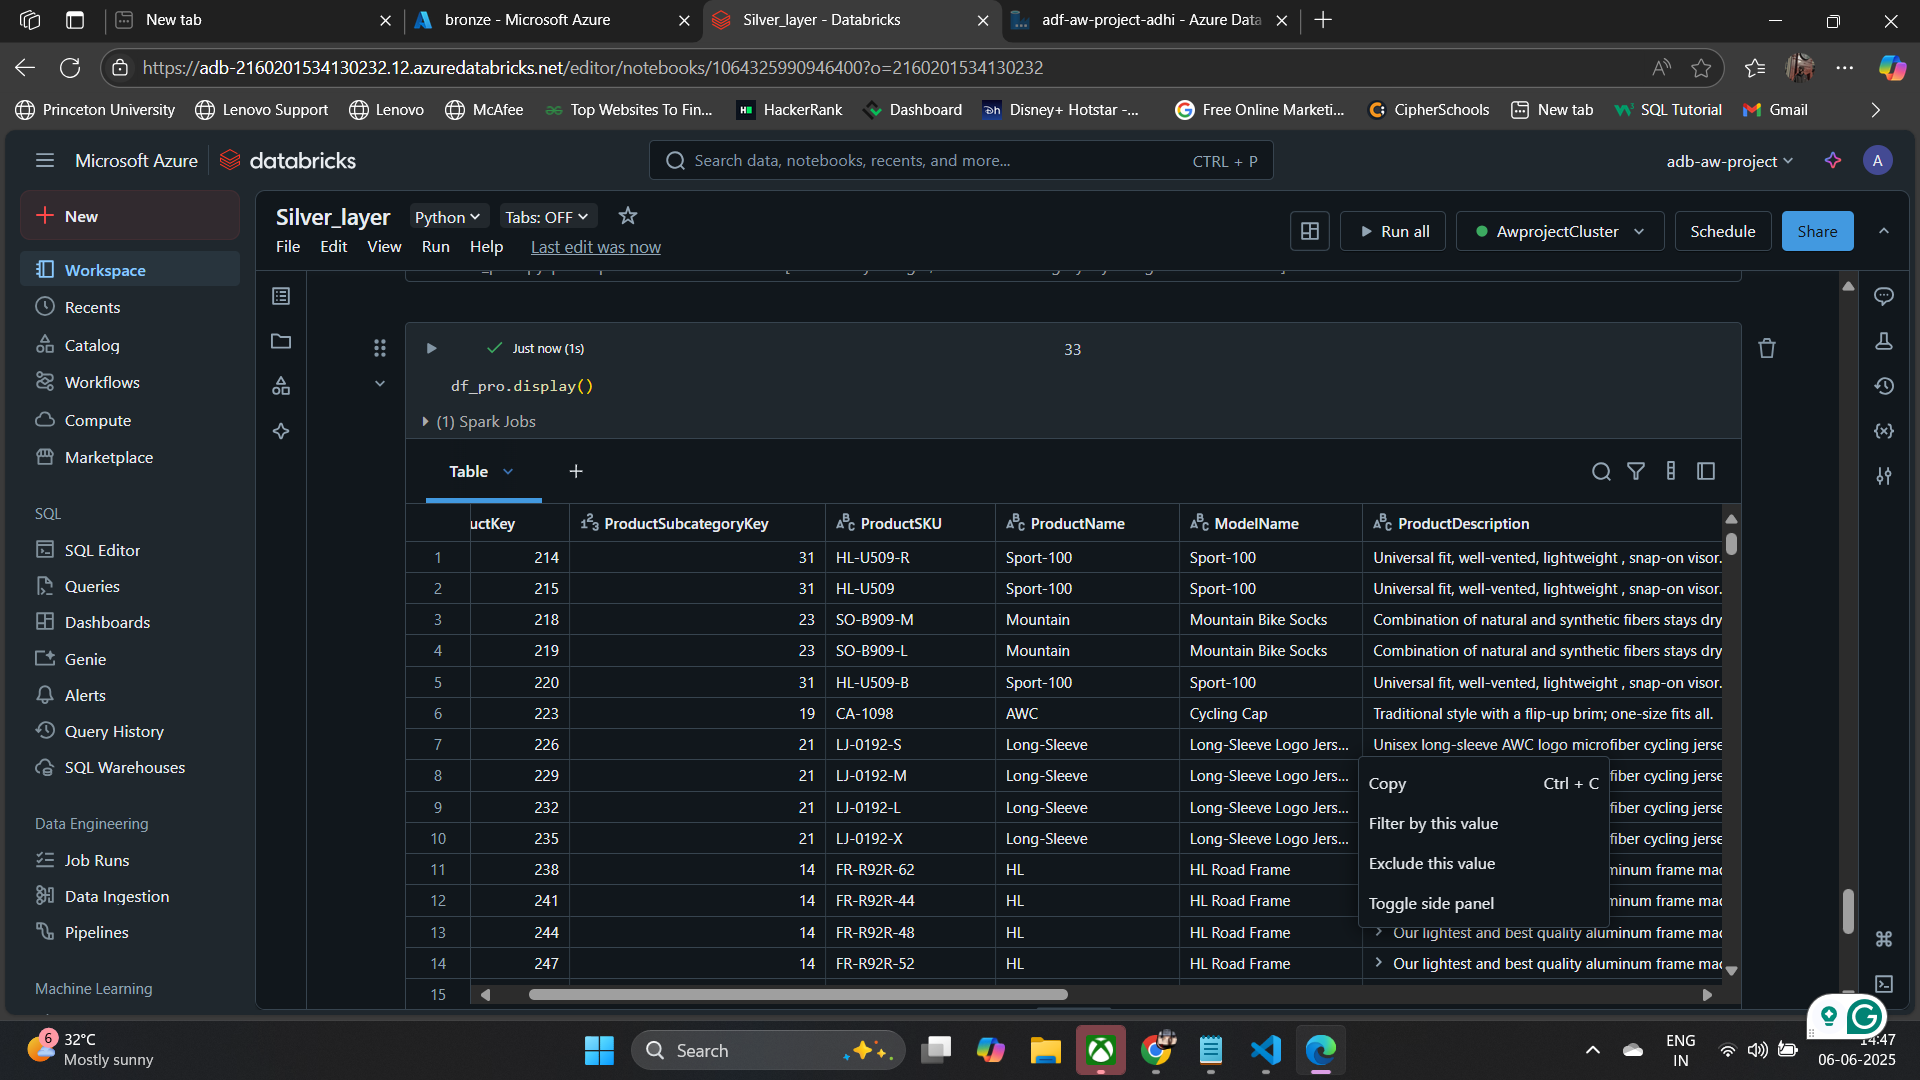 New tab
bronze - Microsoft Azure
Silver_layer - Databricks
adf-aw-project-adhi - Azure Data
https://adb-2160201534130232.12.azuredatabricks.net/editor/notebooks/1064325990946400?o=2160201534130232
Princeton University
Lenovo Support
Lenovo
McAfee
Top Websites To Fin...
HackerRank
Dashboard
Disney+ Hotstar -...
Free Online Marketi...
CipherSchools
New tab
SQL Tutorial
Gmail
Microsoft Azure
databricks
Search data, notebooks, recents, and more...
CTRL + P
adb-aw-project
A
New
Workspace
Recents
Catalog
Workflows
Compute
Marketplace
SQL
SQL Editor
Queries
Dashboards
Genie
Alerts
Query History
SQL Warehouses
Data Engineering
Job Runs
Data Ingestion
Pipelines
Machine Learning
Silver_layer
Python
Tabs: OFF
File Edit View Run Help Last edit was now
Run all
AwprojectCluster
Schedule
Share
Just now (1s)
33
df_pro.display()
(1) Spark Jobs
Table
uctKey ProductSubcategoryKey ProductSKU ProductName ModelName ProductDescription
1 214 31 HL-U509-R Sport-100 Sport-100 Universal fit, well-vented, lightweight , snap-on visor.
2 215 31 HL-U509 Sport-100 Sport-100 Universal fit, well-vented, lightweight , snap-on visor.
3 218 23 SO-B909-M Mountain Mountain Bike Socks Combination of natural and synthetic fibers stays dry
4 219 23 SO-B909-L Mountain Mountain Bike Socks Combination of natural and synthetic fibers stays dry
5 220 31 HL-U509-B Sport-100 Sport-100 Universal fit, well-vented, lightweight , snap-on visor.
6 223 19 CA-1098 AWC Cycling Cap Traditional style with a flip-up brim; one-size fits all.
7 226 21 LJ-0192-S Long-Sleeve Long-Sleeve Logo Jers... Unisex long-sleeve AWC logo microfiber cycling jerse
8 229 21 LJ-0192-M Long-Sleeve Long-Sleeve Logo Jers... fiber cycling jerse
9 232 21 LJ-0192-L Long-Sleeve Long-Sleeve Logo Jers... fiber cycling jerse
10 235 21 LJ-0192-X Long-Sleeve Long-Sleeve Logo Jers... fiber cycling jerse
11 238 14 FR-R92R-62 HL HL Road Frame minum frame mac
12 241 14 FR-R92R-44 HL HL Road Frame minum frame mac
13 244 14 FR-R92R-48 HL HL Road Frame Our lightest and best quality aluminum frame mac
14 247 14 FR-R92R-52 HL HL Road Frame Our lightest and best quality aluminum frame mac
15
Copy Ctrl + C
Filter by this value
Exclude this value
Toggle side panel
6
32°C
Mostly sunny
Search
ENG
IN
14:47
06-06-2025